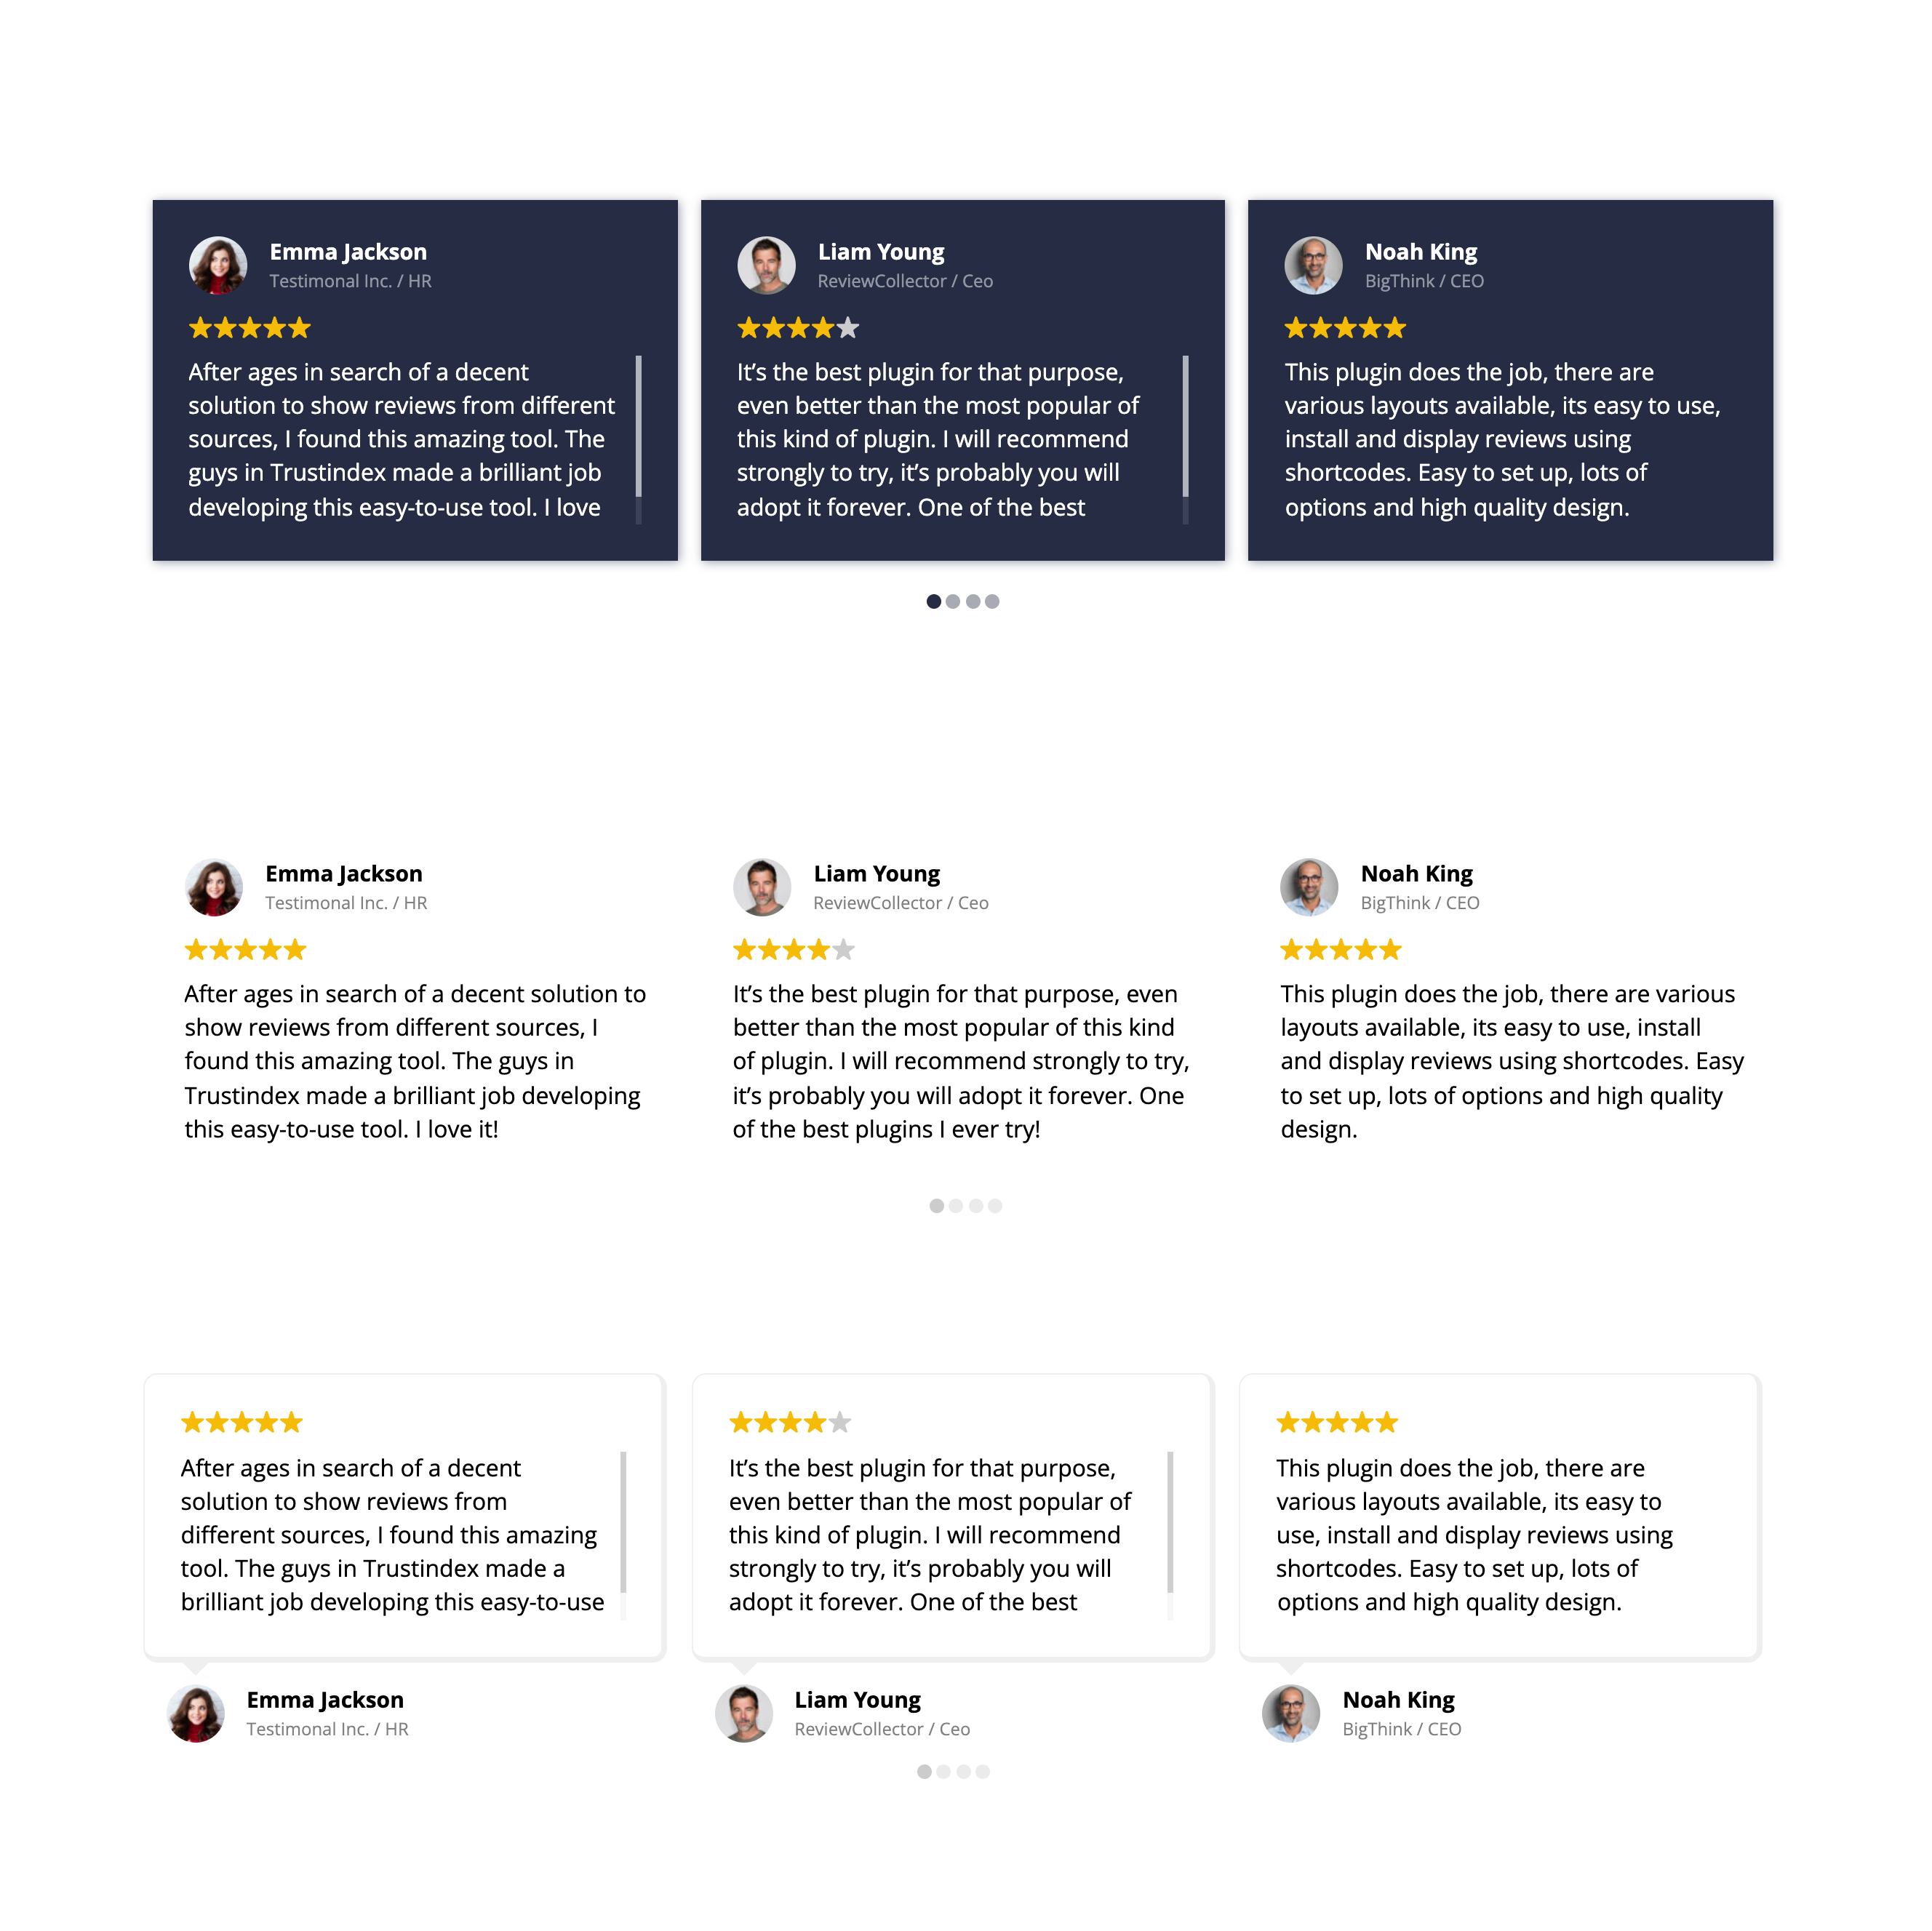 Emma Jackson
Testimonal Inc. / HR
After ages in search of a decent
solution to show reviews from different
sources, I found this amazing tool. The
guys in Trustindex made a brilliant job
developing this easy-to-use tool. I love
Liam Young
ReviewCollector / Ceo
It's the best plugin for that purpose,
even better than the most popular of
this kind of plugin. I will recommend
strongly to try, it's probably you will
adopt it forever. One of the best
Noah King
BigThink / CEO
This plugin does the job, there are
various layouts available, its easy to use,
install and display reviews using
shortcodes. Easy to set up, lots of
options and high quality design.
Emma Jackson
Testimonal Inc. / HR
After ages in search of a decent solution to
show reviews from different sources, I
found this amazing tool. The guys in
Trustindex made a brilliant job developing
this easy-to-use tool. I love it!
Liam Young
ReviewCollector / Ceo
It's the best plugin for that purpose, even
better than the most popular of this kind
of plugin. I will recommend strongly to try,
it's probably you will adopt it forever. One
of the best plugins I ever try!
Noah King
BigThink / CEO
This plugin does the job, there are various
layouts available, its easy to use, install
and display reviews using shortcodes. Easy
to set up, lots of options and high quality
design.
After ages in search of a decent
solution to show reviews from
different sources, I found this amazing
tool. The guys in Trustindex made a
brilliant job developing this easy-to-use
Emma Jackson
Testimonal Inc. / HR
It's the best plugin for that purpose,
even better than the most popular of
this kind of plugin. I will recommend
strongly to try, it's probably you will
adopt it forever. One of the best
Liam Young
ReviewCollector / Ceo
This plugin does the job, there are
various layouts available, its easy to
use, install and display reviews using
shortcodes. Easy to set up, lots of
options and high quality design.
Noah King
BigThink / CEO